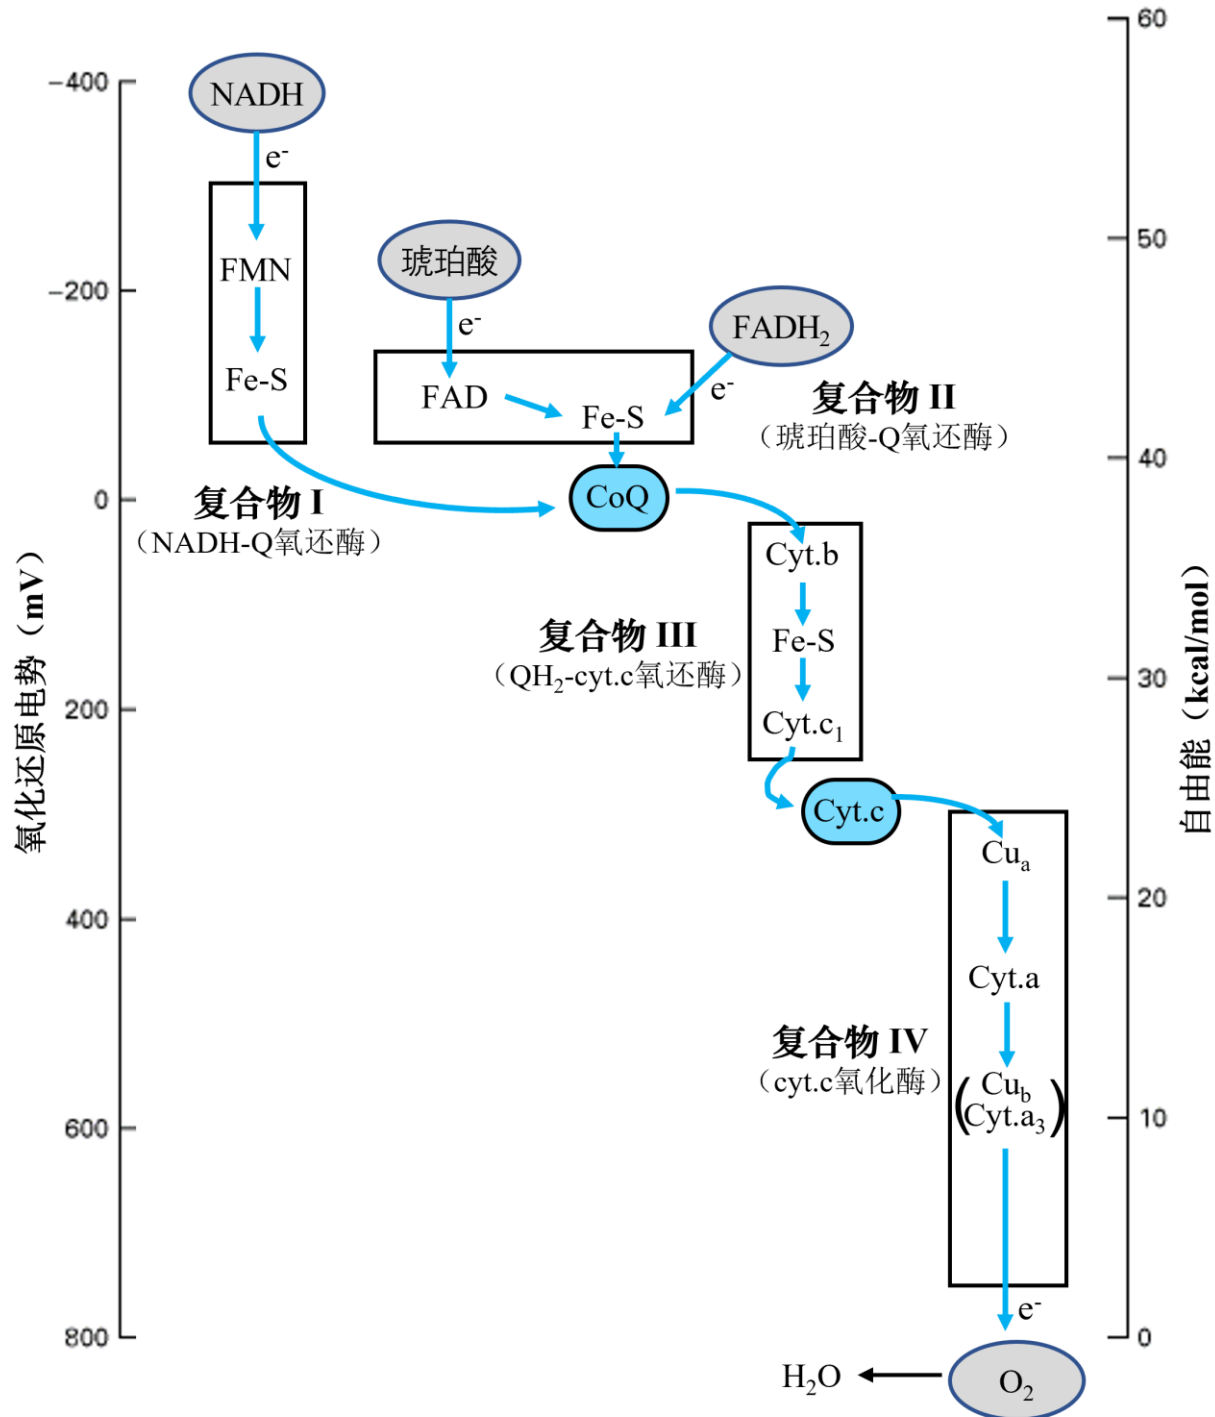 氧化还原电势（mV）
−400
−200
0
200
400
600
800
NADH
e⁻
FMN
Fe-S
复合物 I
（NADH-Q氧还酶）
琥珀酸
e⁻
FAD
Fe-S
FADH₂
e⁻
复合物 II
（琥珀酸-Q氧还酶）
CoQ
Cyt.b
Fe-S
Cyt.c₁
复合物 III
（QH₂-cyt.c氧还酶）
Cyt.c
Cuₐ
Cyt.a
Cu_b
Cyt.a₃
复合物 IV
（cyt.c氧化酶）
e⁻
O₂
H₂O
60
50
40
30
20
10
0
自由能（kcal/mol）